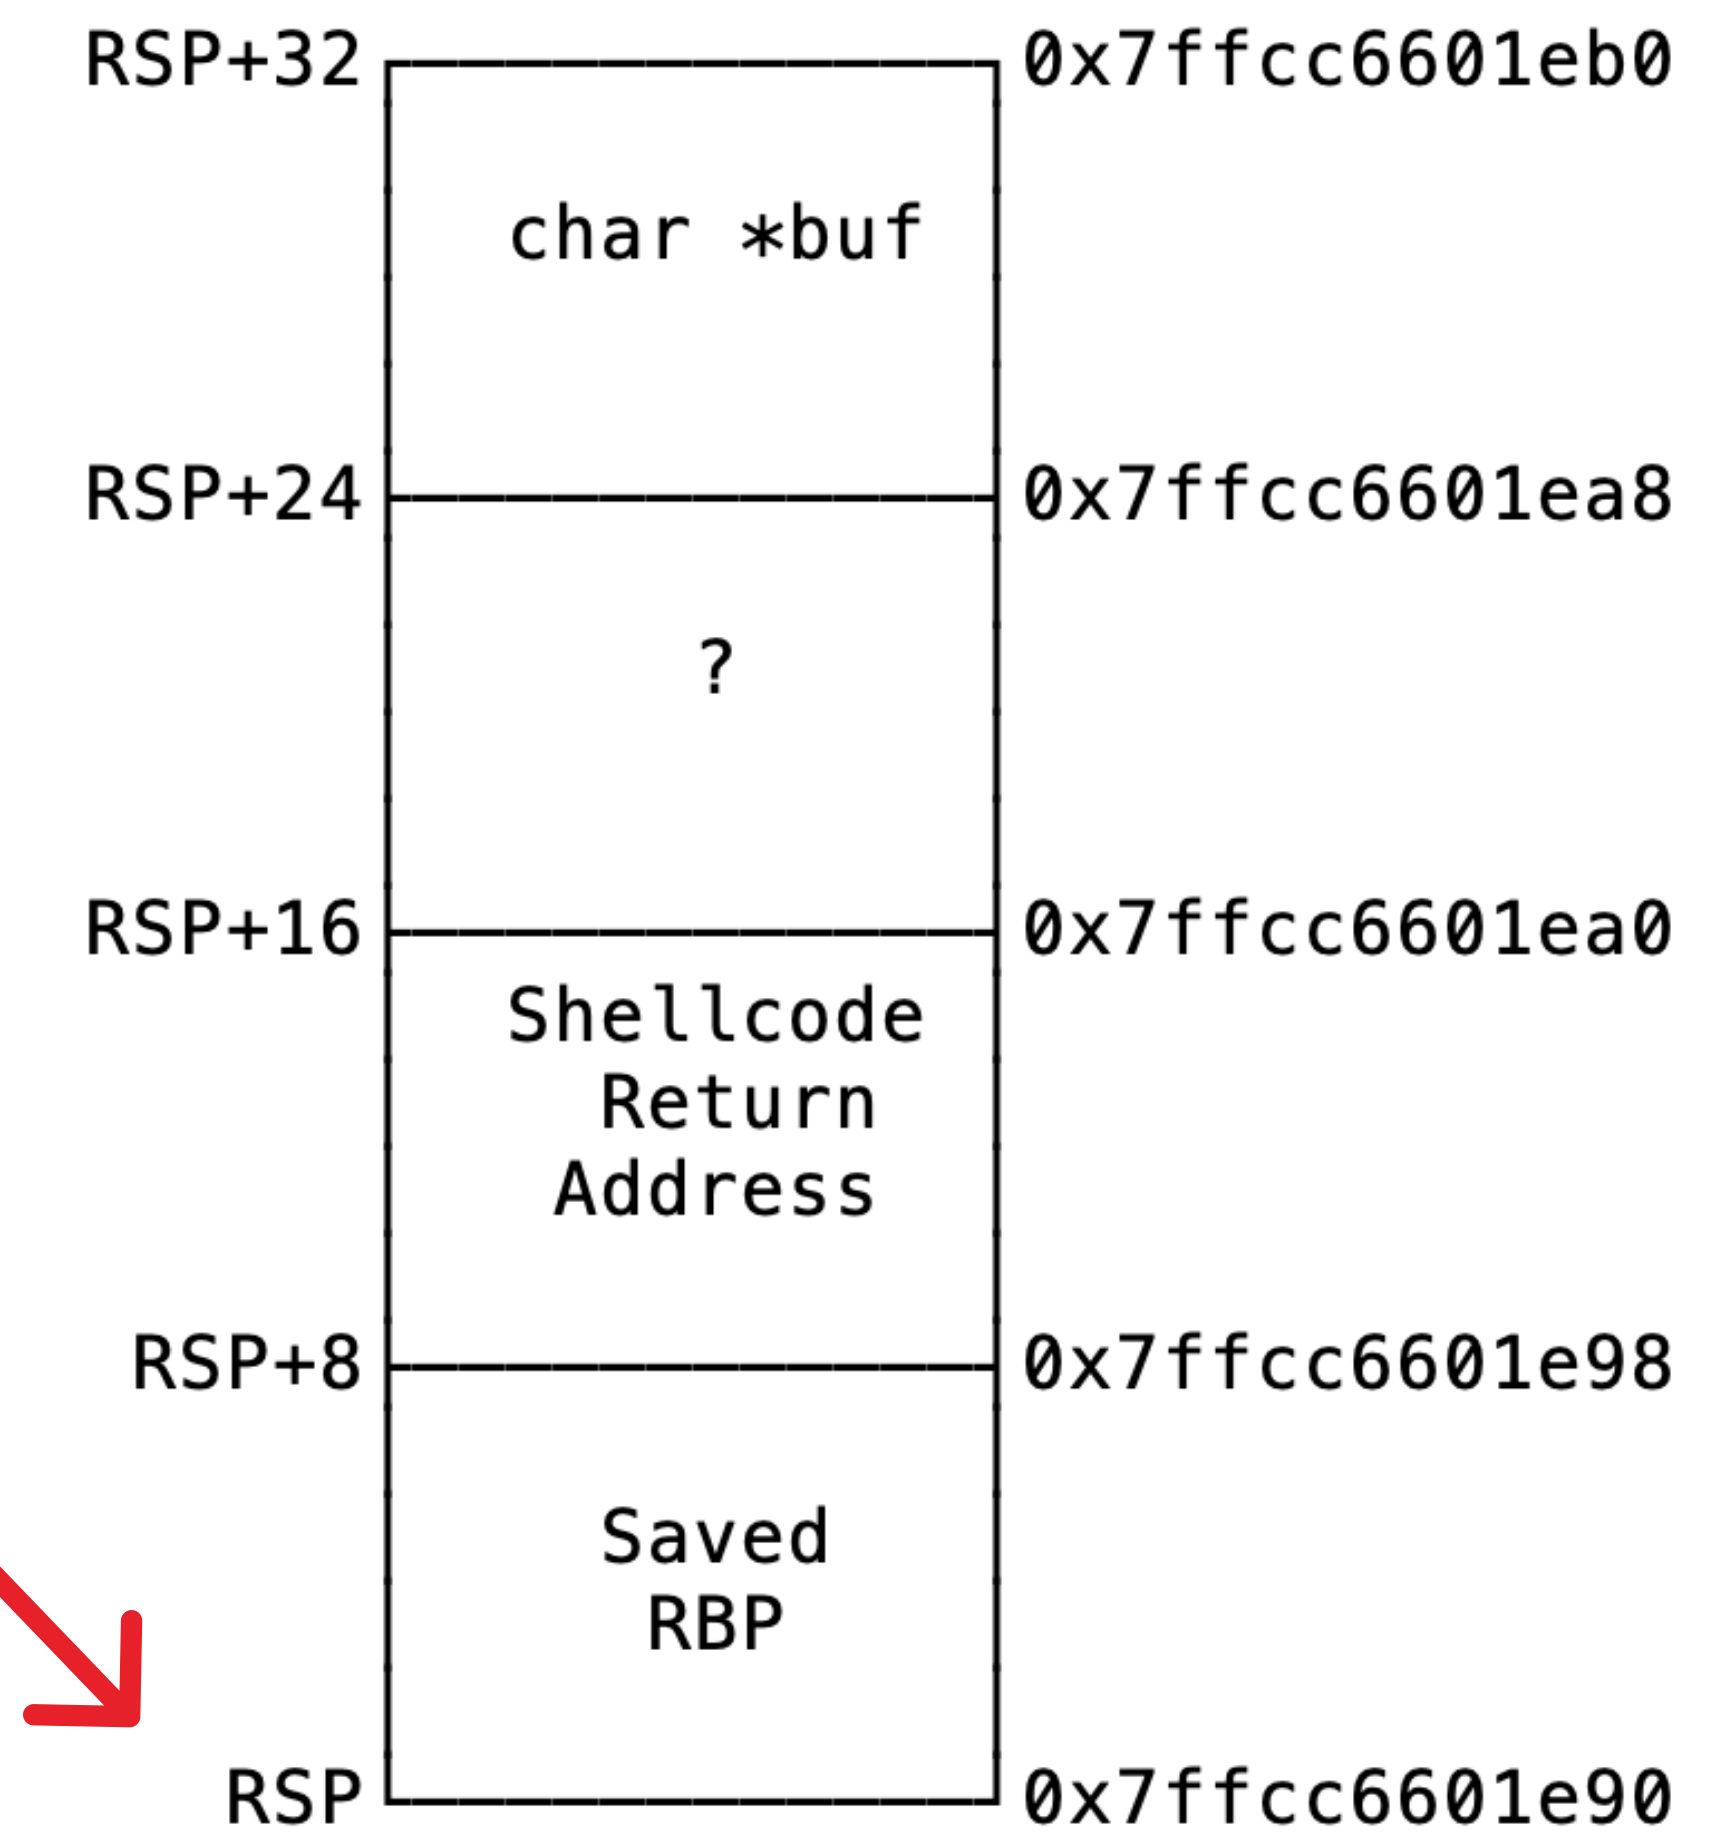 RSP+32 0x7ffcc6601eb0
char *buf
RSP+24 0x7ffcc6601ea8
?
RSP+16 0x7ffcc6601ea0
Shellcode
Return
Address
RSP+8 0x7ffcc6601e98
Saved
RBP
RSP 0x7ffcc6601e90